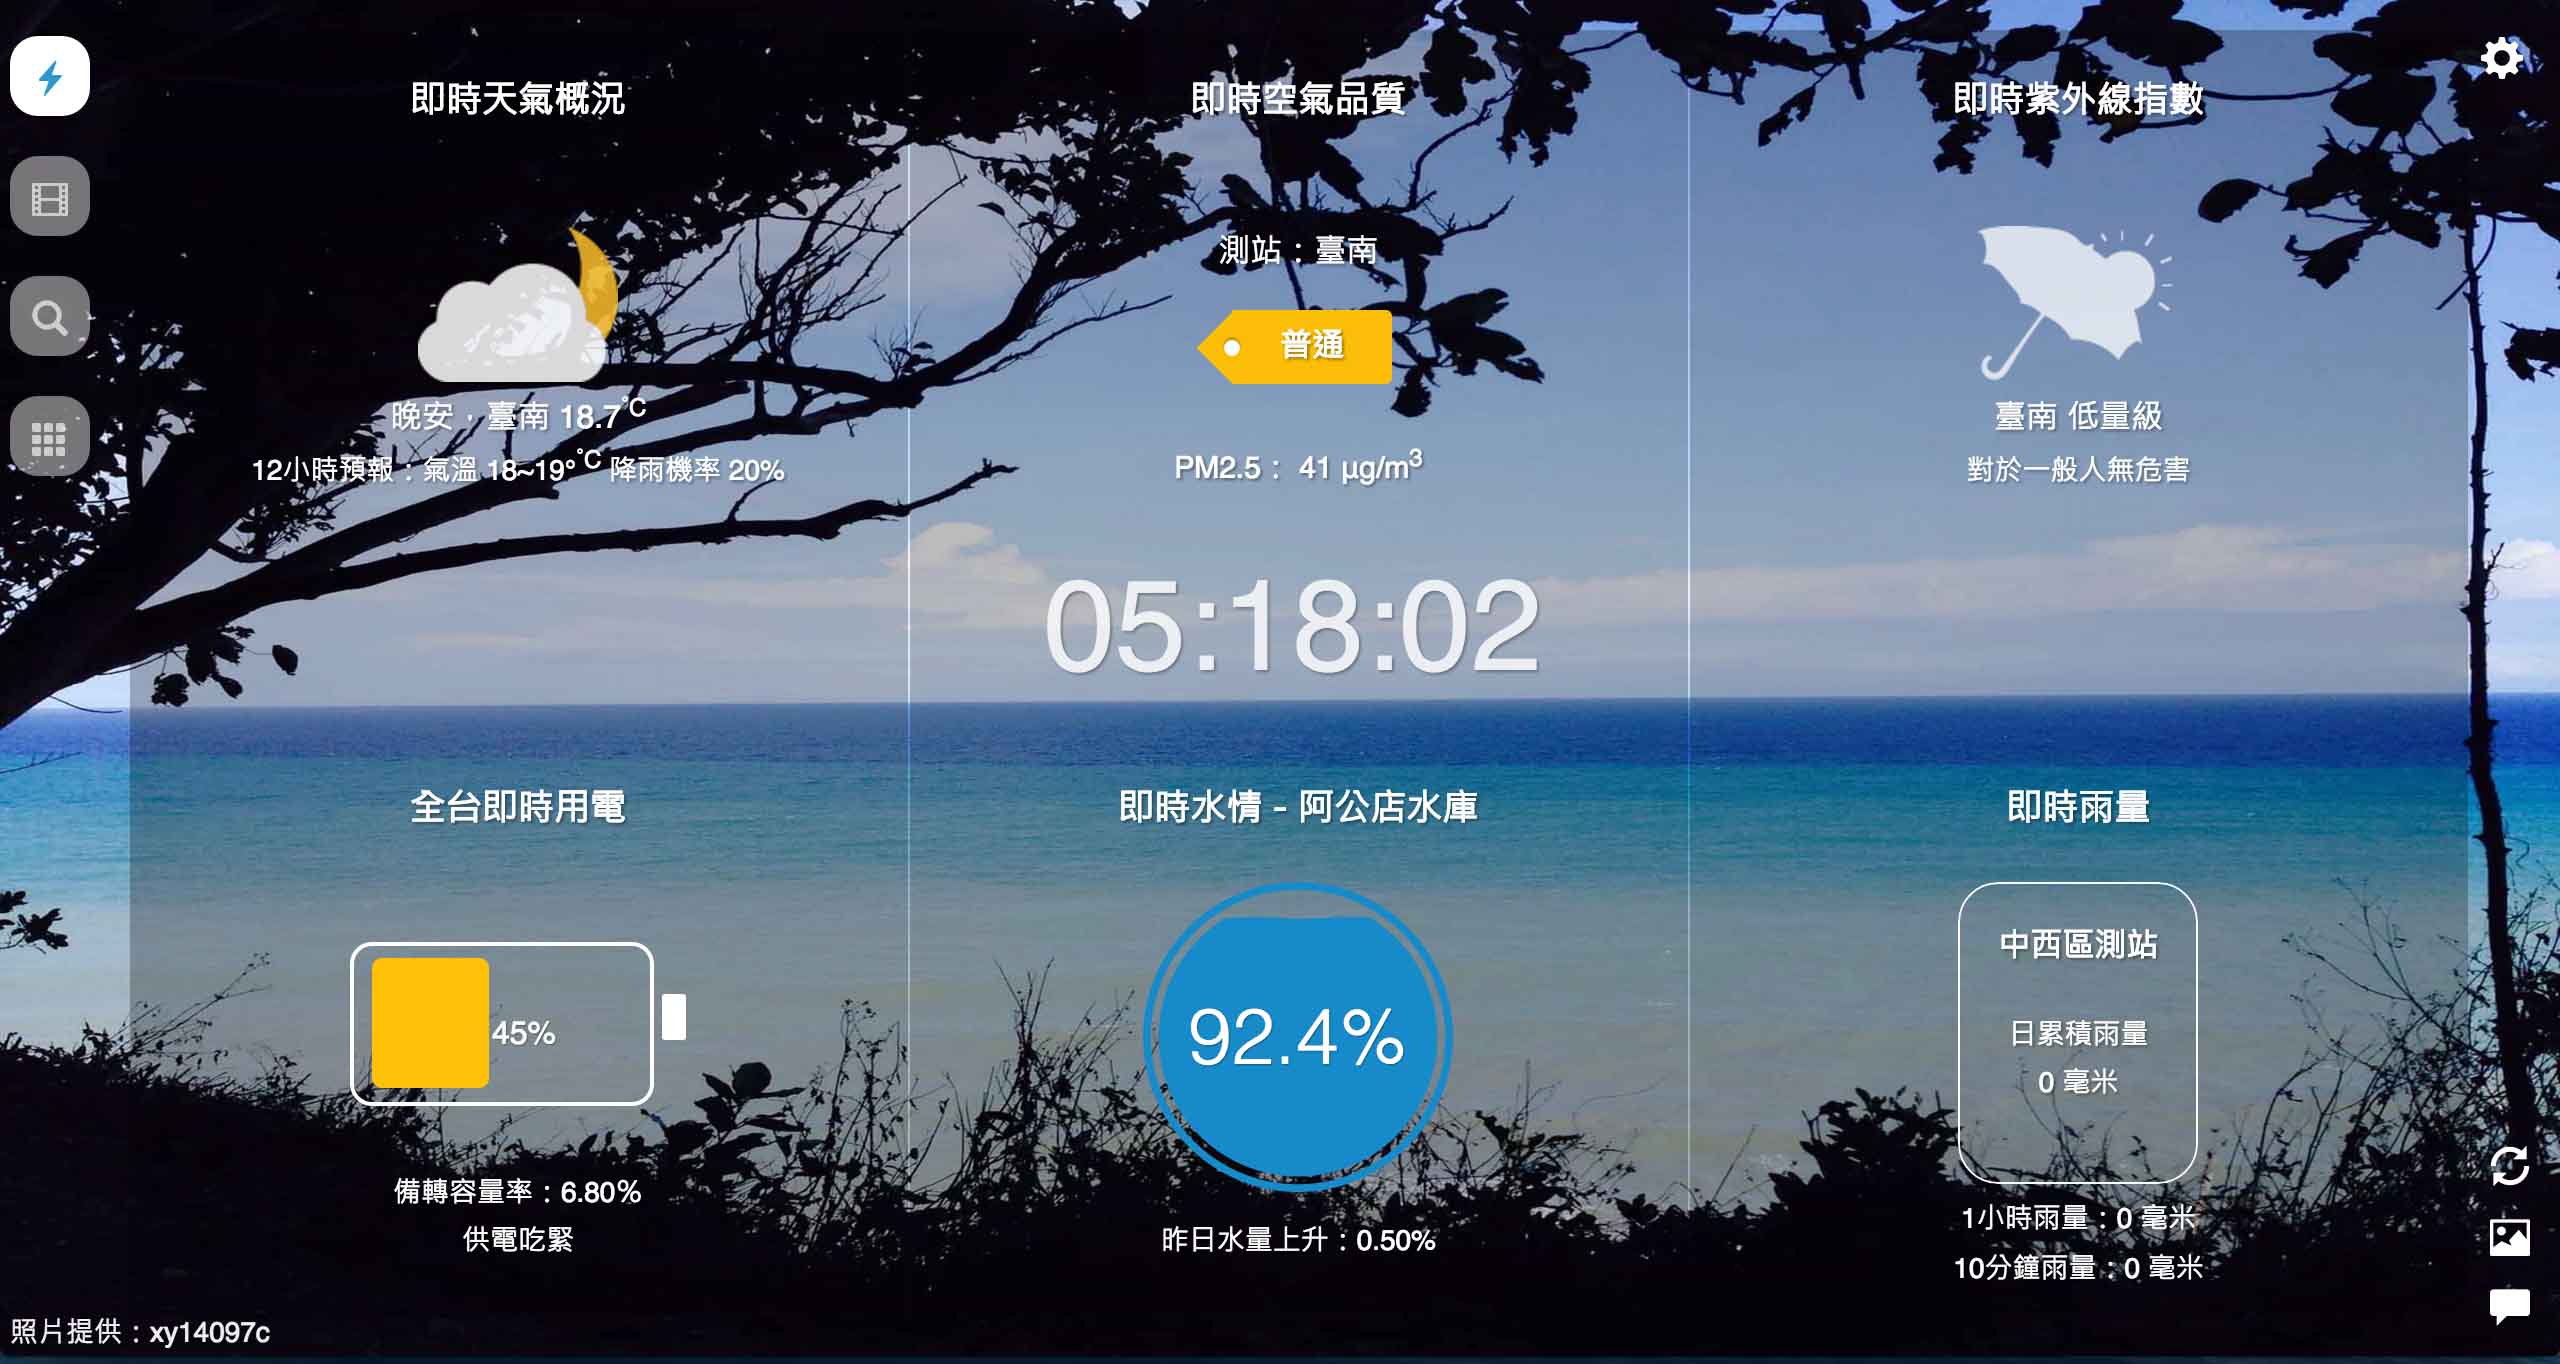 即時天氣概況
晚安，臺南 18.7°C
12小時預報：氣溫 18~19°°C 降雨機率 20%
即時空氣品質
測站：臺南
普通
PM2.5： 41 μg/m³
即時紫外線指數
臺南 低量級
對於一般人無危害
05:18:02
全台即時用電
45%
備轉容量率：6.80%
供電吃緊
即時水情 - 阿公店水庫
92.4%
昨日水量上升：0.50%
即時雨量
中西區測站
日累積雨量
0 毫米
1小時雨量：0 毫米
10分鐘雨量：0 毫米
照片提供：xy14097c